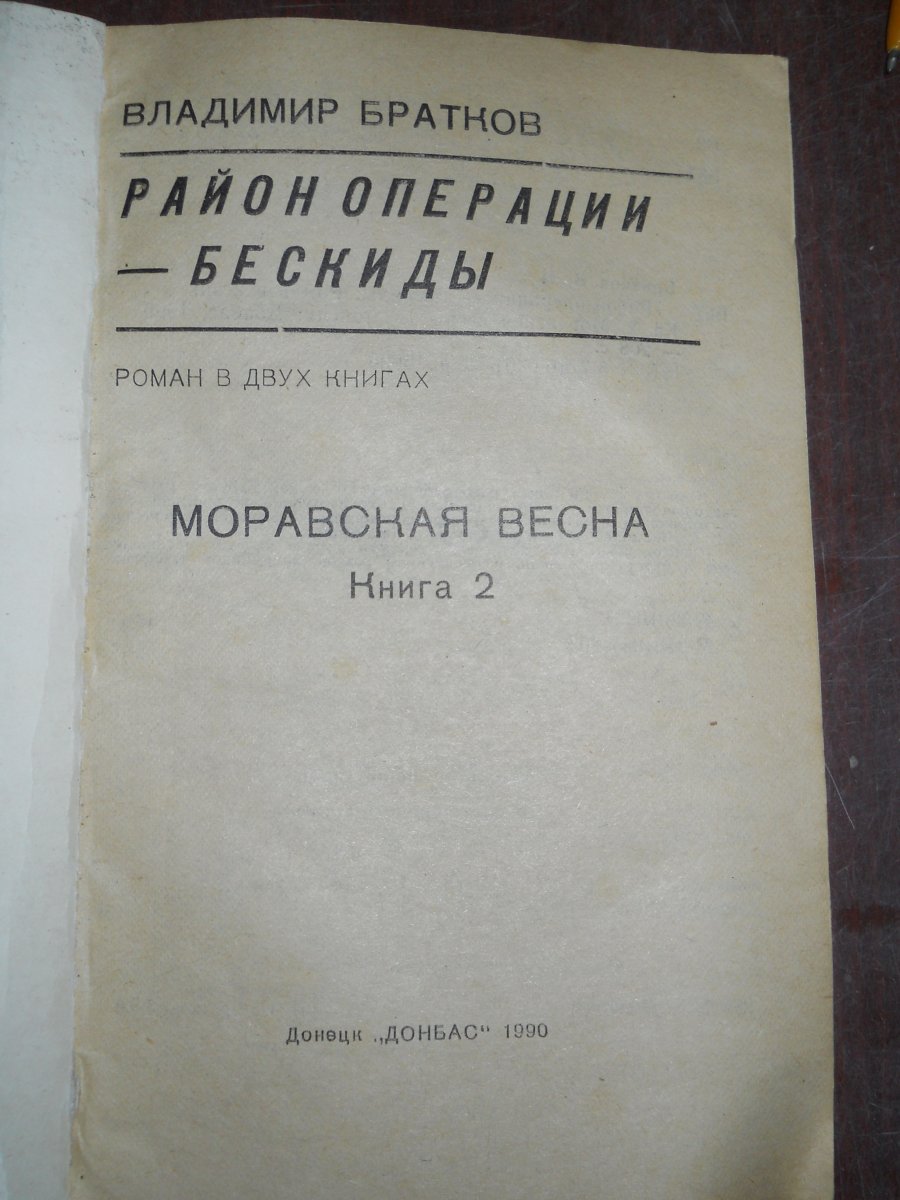 ВЛАДИМИР БРАТКОВ
РАЙОН ОПЕРАЦИИ
— БЕСКИДЫ
РОМАН В ДВУХ КНИГАХ
МОРАВСКАЯ ВЕСНА
Книга 2
Донецк „ДОНБАС“ 1990